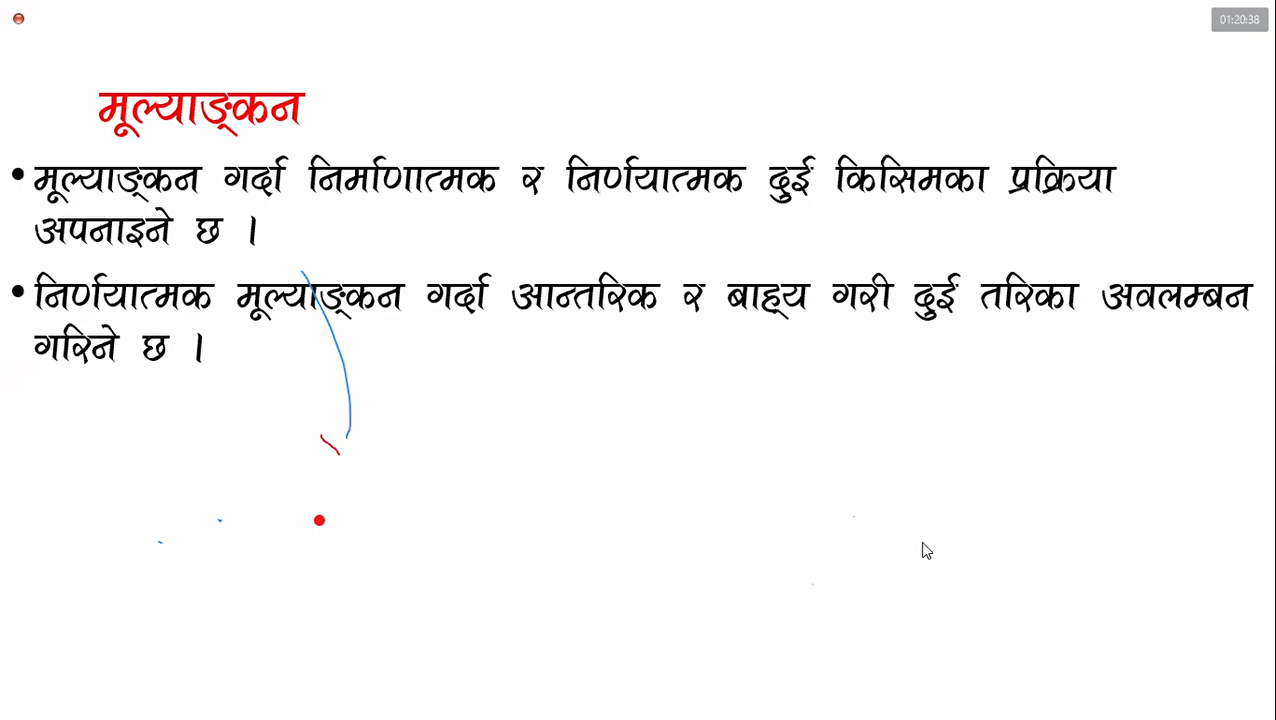 01:20:38
मूल्याङ्कन
• मूल्याङ्कन गर्दा निर्माणात्मक र निर्णयात्मक दुई किसिमका प्रक्रिया
अपनाइने छ ।
• निर्णयात्मक मूल्याङ्कन गर्दा आन्तरिक र बाह्य गरी दुई तरिका अवलम्बन
गरिने छ ।